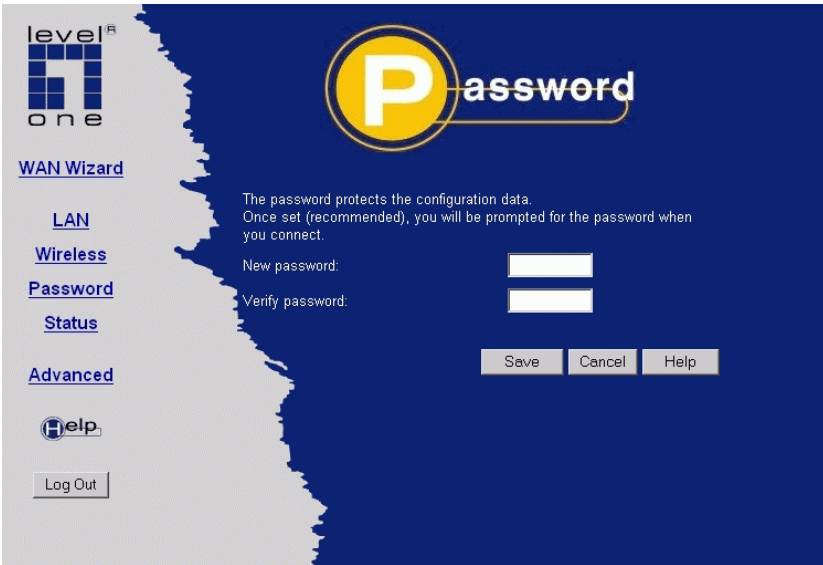 level®
one
WAN Wizard
LAN
Wireless
Password
Status
Advanced
Help
Log Out
Password
The password protects the configuration data.
Once set (recommended), you will be prompted for the password when
you connect.
New password:
Verify password:
Save Cancel Help